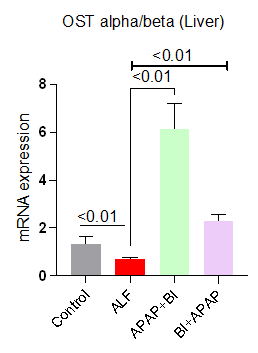 OST alpha/beta (Liver)
<0.01
<0.01
<0.01
mRNA expression
8
6
4
2
0
Control
ALF
APAP+BI
BI+APAP